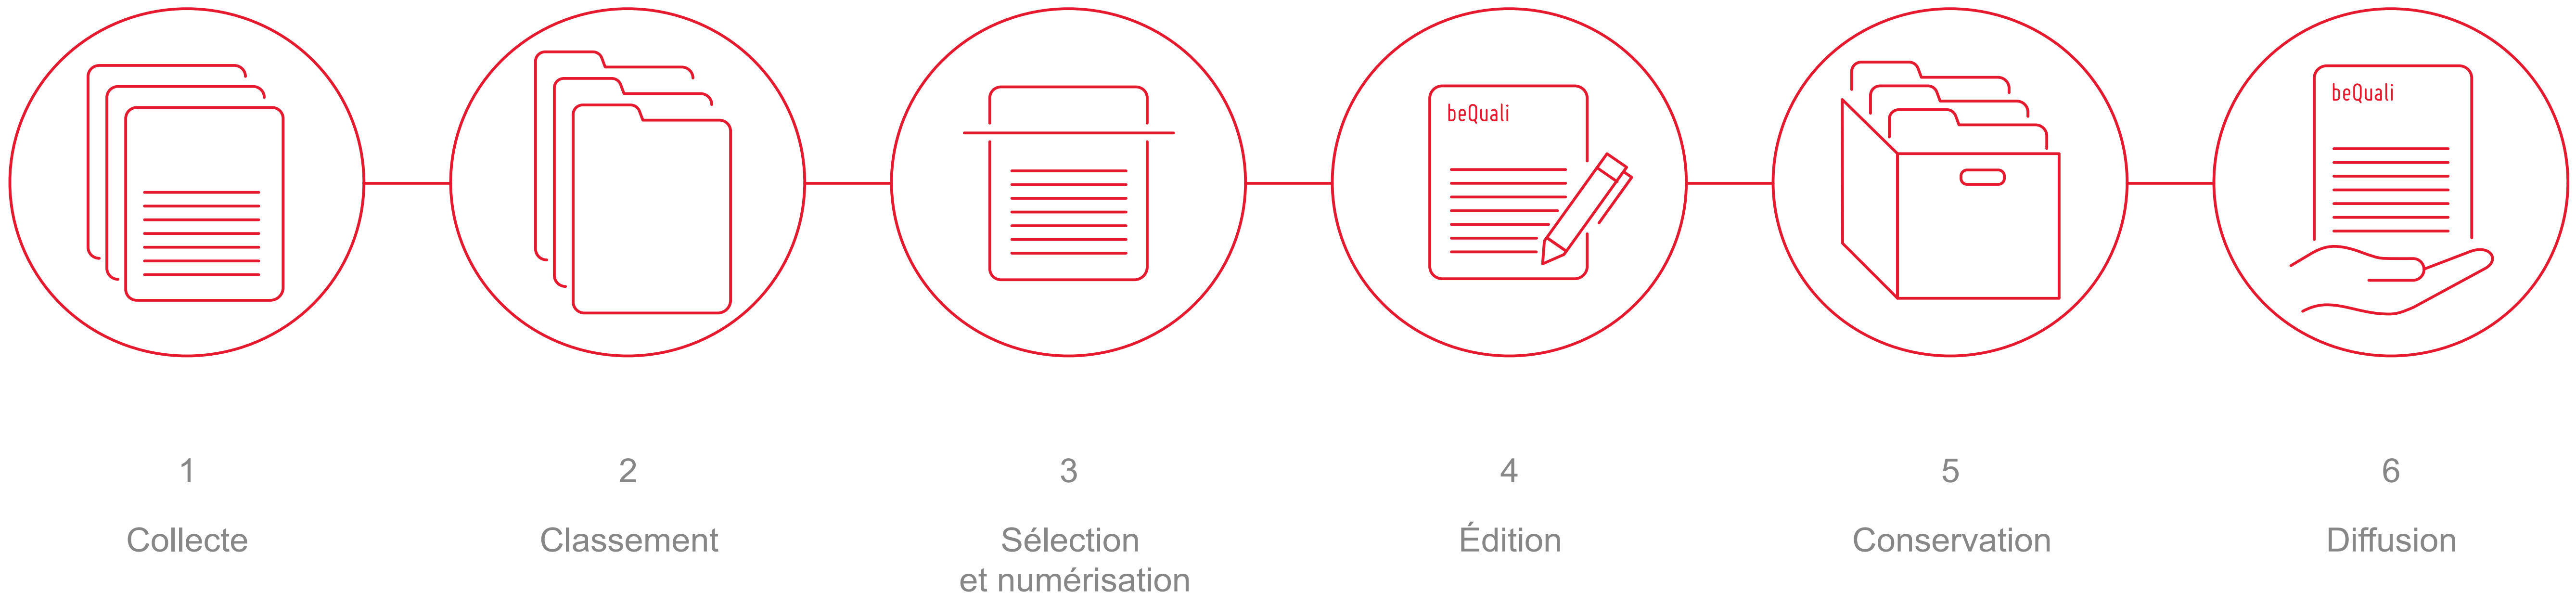 beQuali
beQuali
1
Collecte
2
Classement
3
Sélection
et numérisation
4
Édition
5
Conservation
6
Diffusion